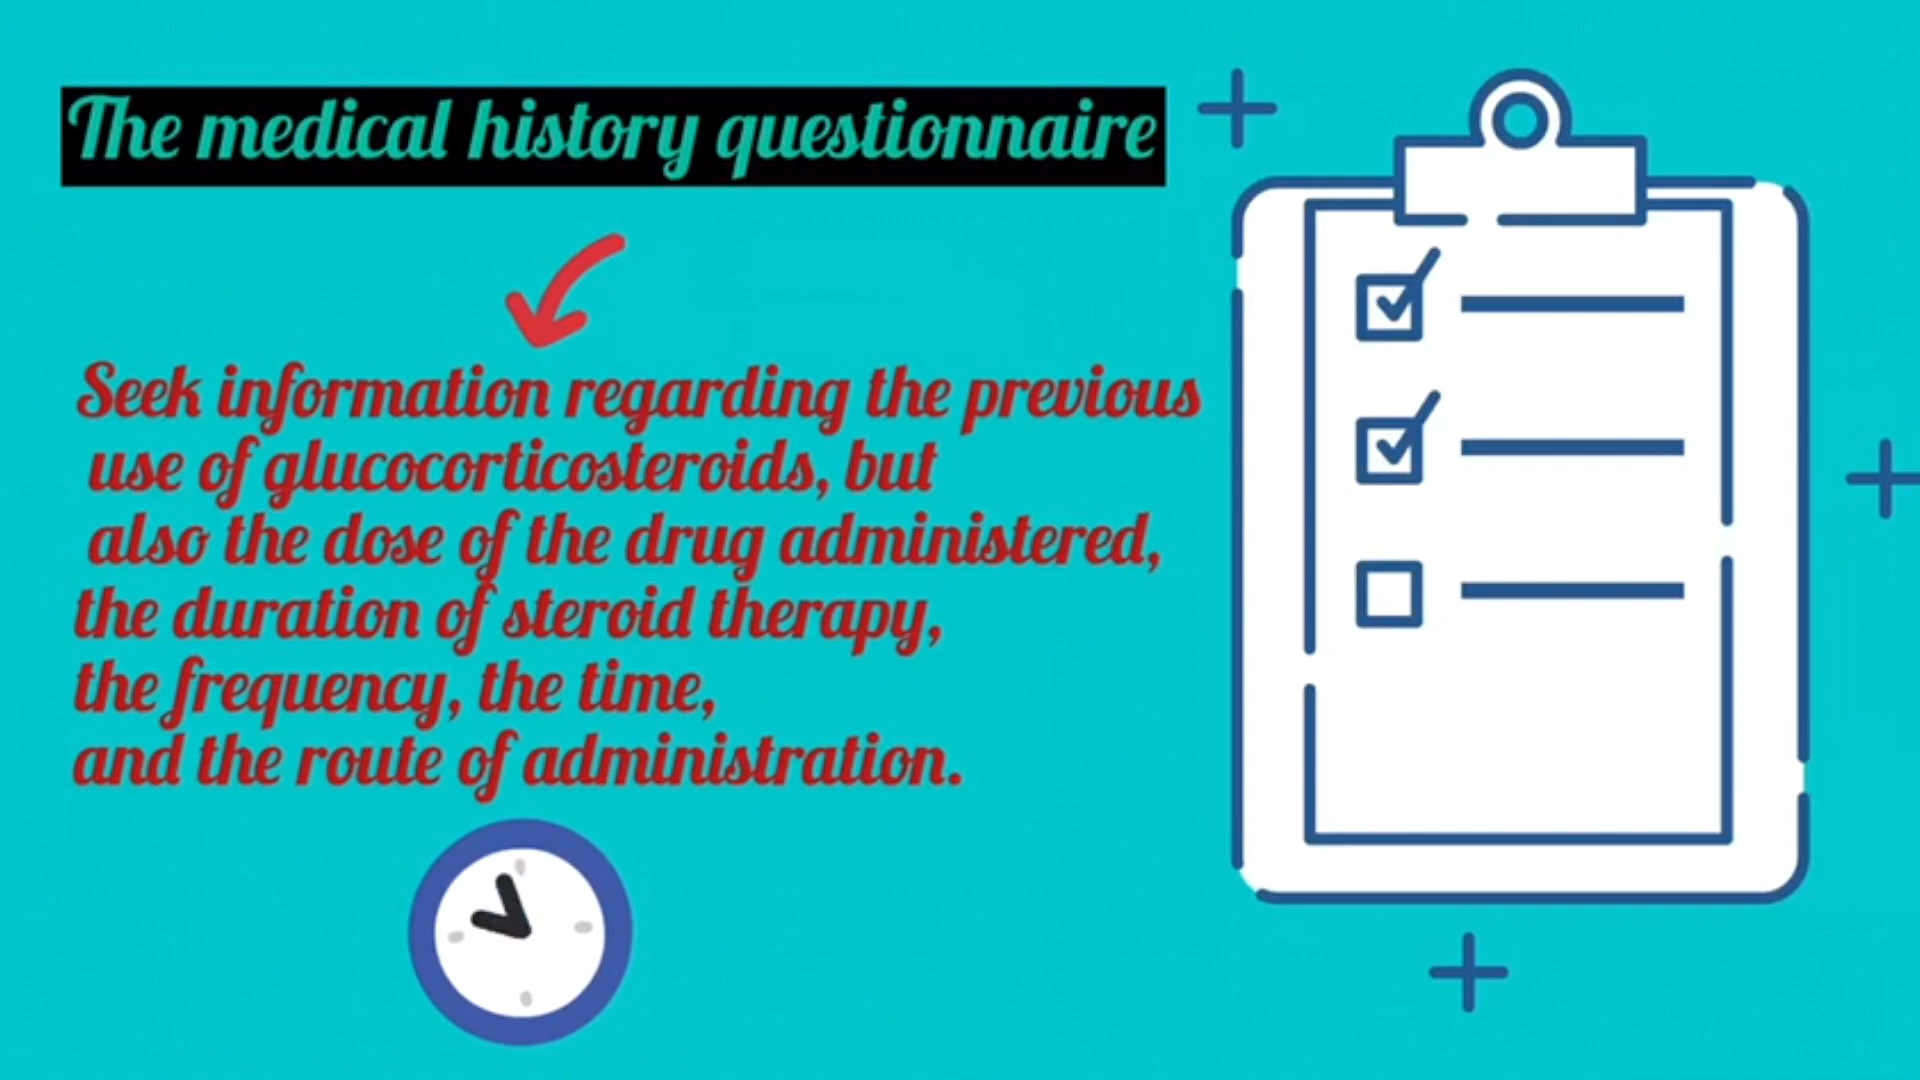 The medical history questionnaire
Seek information regarding the previous
use of glucocorticosteroids, but
also the dose of the drug administered,
the duration of steroid therapy,
the frequency, the time,
and the route of administration.